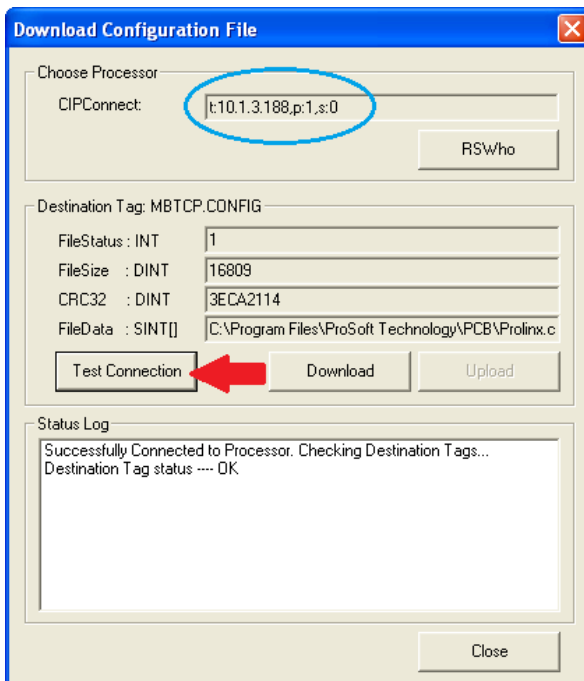 Download Configuration File
Choose Processor
CIPConnect: t:10.1.3.188,p:1,s:0
RSWho
Destination Tag: MBTCP.CONFIG
FileStatus : INT 1
FileSize : DINT 16809
CRC32 : DINT 3ECA2114
FileData : SINT[] C:\Program Files\ProSoft Technology\PCB\Prolinx.c
Test Connection Download Upload
Status Log
Successfully Connected to Processor. Checking Destination Tags...
Destination Tag status ---- OK
Close